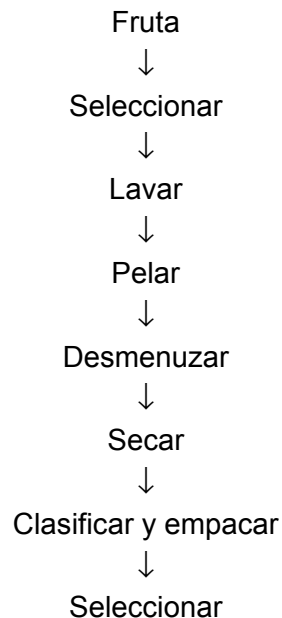 Fruta
↓
Seleccionar
↓
Lavar
↓
Pelar
↓
Desmenuzar
↓
Secar
↓
Clasificar y empacar
↓
Seleccionar